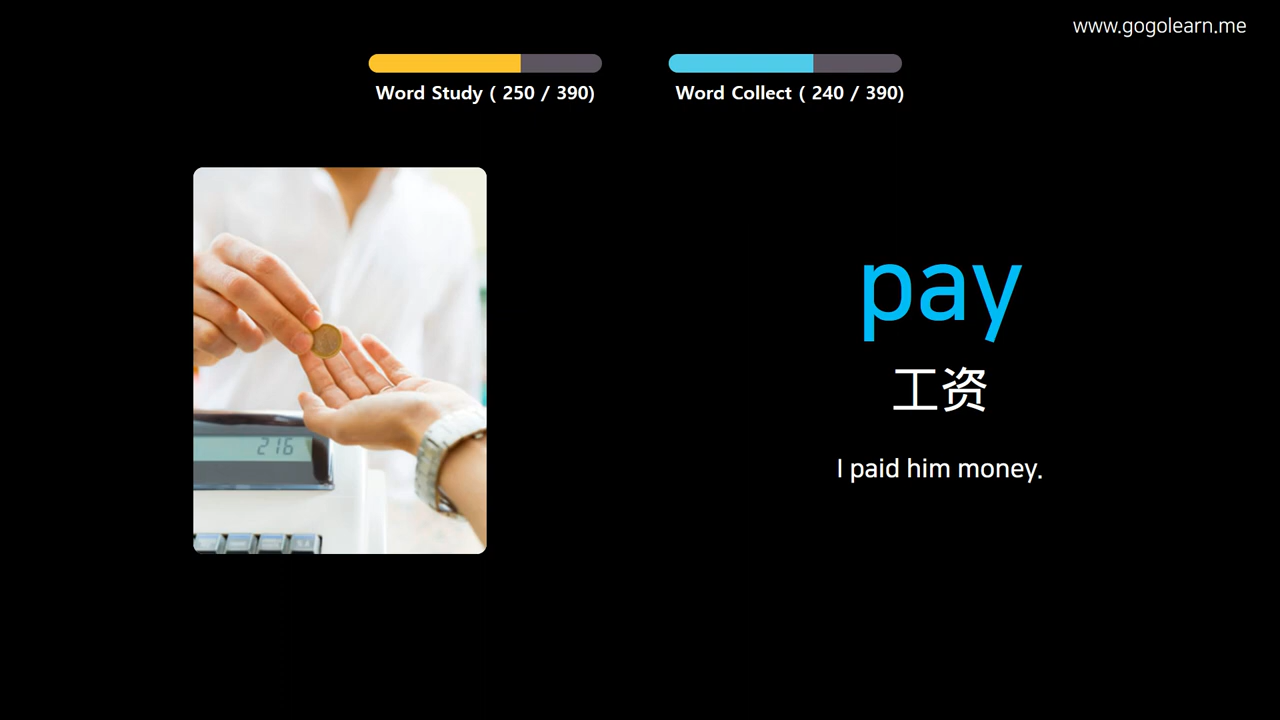 www.gogolearn.me
Word Study ( 250 / 390)
Word Collect ( 240 / 390)
216
pay
工资
I paid him money.